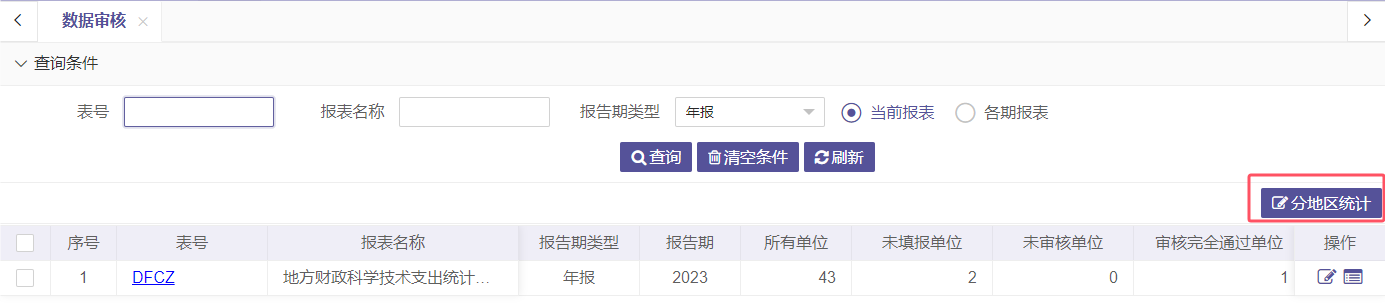 数据审核
查询条件
表号 报表名称 报告期类型 年报 当前报表 各期报表
查询 清空条件 刷新
分地区统计
序号 表号 报表名称 报告期类型 报告期 所有单位 未填报单位 未审核单位 审核完全通过单位 操作
1 DFCZ 地方财政科学技术支出统计... 年报 2023 43 2 0 1